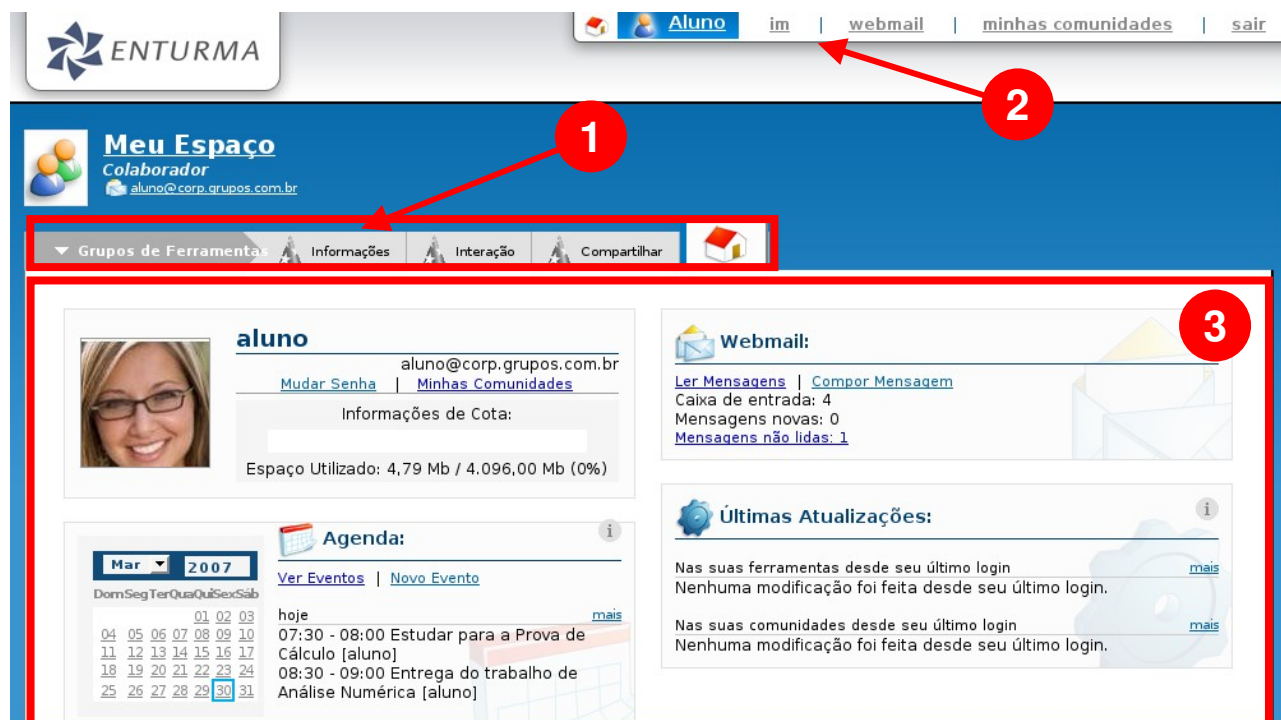 ENTURMA
Aluno im | webmail | minhas comunidades | sair
2
1
Meu Espaço
Colaborador
aluno@corp.grupos.com.br
Grupos de Ferramentas Informações Interação Compartilhar
3
aluno
aluno@corp.grupos.com.br
Mudar Senha | Minhas Comunidades
Informações de Cota:
Espaço Utilizado: 4,79 Mb / 4.096,00 Mb (0%)
Webmail:
Ler Mensagens | Compor Mensagem
Caixa de entrada: 4
Mensagens novas: 0
Mensagens não lidas: 1
Agenda:
i
Mar 2007
Dom Seg Ter Qua Qui Sex Sáb
01 02 03
04 05 06 07 08 09 10
11 12 13 14 15 16 17
18 19 20 21 22 23 24
25 26 27 28 29 30 31
Ver Eventos | Novo Evento
hoje mais
07:30 - 08:00 Estudar para a Prova de
Cálculo [aluno]
08:30 - 09:00 Entrega do trabalho de
Análise Numérica [aluno]
Últimas Atualizações:
i
Nas suas ferramentas desde seu último login mais
Nenhuma modificação foi feita desde seu último login.
Nas suas comunidades desde seu último login mais
Nenhuma modificação foi feita desde seu último login.